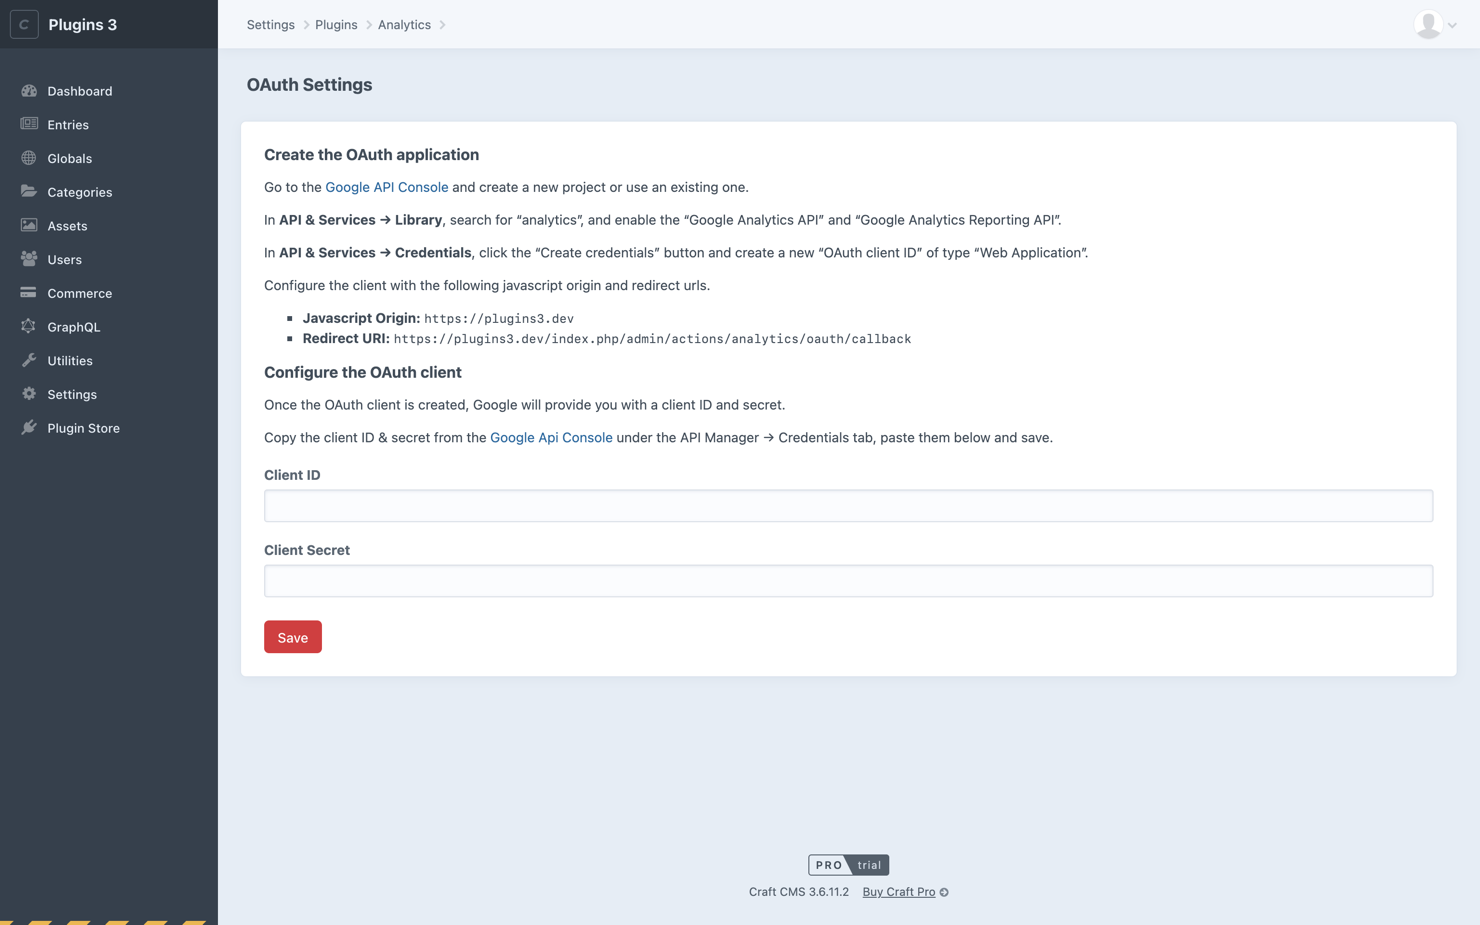 C Plugins 3
Settings Plugins Analytics
Dashboard
Entries
Globals
Categories
Assets
Users
Commerce
GraphQL
Utilities
Settings
Plugin Store
OAuth Settings
Create the OAuth application
Go to the Google API Console and create a new project or use an existing one.
In API & Services → Library, search for “analytics”, and enable the “Google Analytics API” and “Google Analytics Reporting API”.
In API & Services → Credentials, click the “Create credentials” button and create a new “OAuth client ID” of type “Web Application”.
Configure the client with the following javascript origin and redirect urls.
Javascript Origin: https://plugins3.dev
Redirect URI: https://plugins3.dev/index.php/admin/actions/analytics/oauth/callback
Configure the OAuth client
Once the OAuth client is created, Google will provide you with a client ID and secret.
Copy the client ID & secret from the Google Api Console under the API Manager → Credentials tab, paste them below and save.
Client ID
Client Secret
Save
PRO trial
Craft CMS 3.6.11.2 Buy Craft Pro